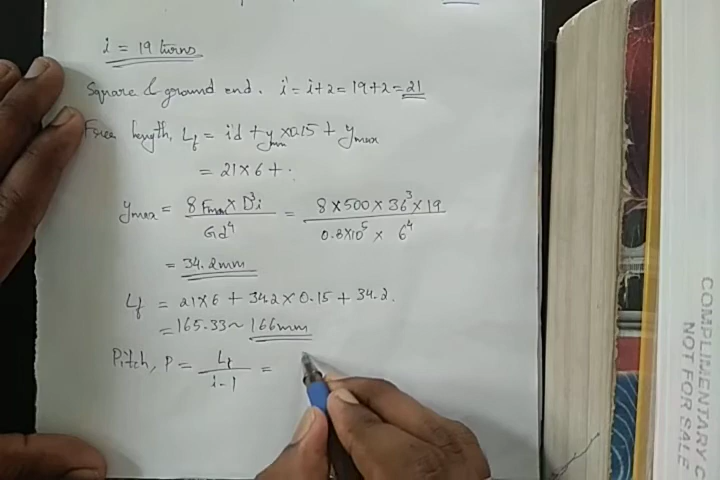 i = 19 turns
Square & ground end. i' = i+2 = 19+2 = 21
Free length, Lf = i'd + ymax × 0.15 + ymax
= 21×6 + .
ymax = 8 Fmax × D³i / Gd⁴ = 8 × 500 × 36³ × 19 / 0.8×10⁵ × 6⁴
= 34.2mm
Lf = 21×6 + 34.2 × 0.15 + 34.2.
= 165.33 ~ 166mm
Pitch, P = Lf / i-1 =
COMPLIMENTARY C
NOT FOR SALE